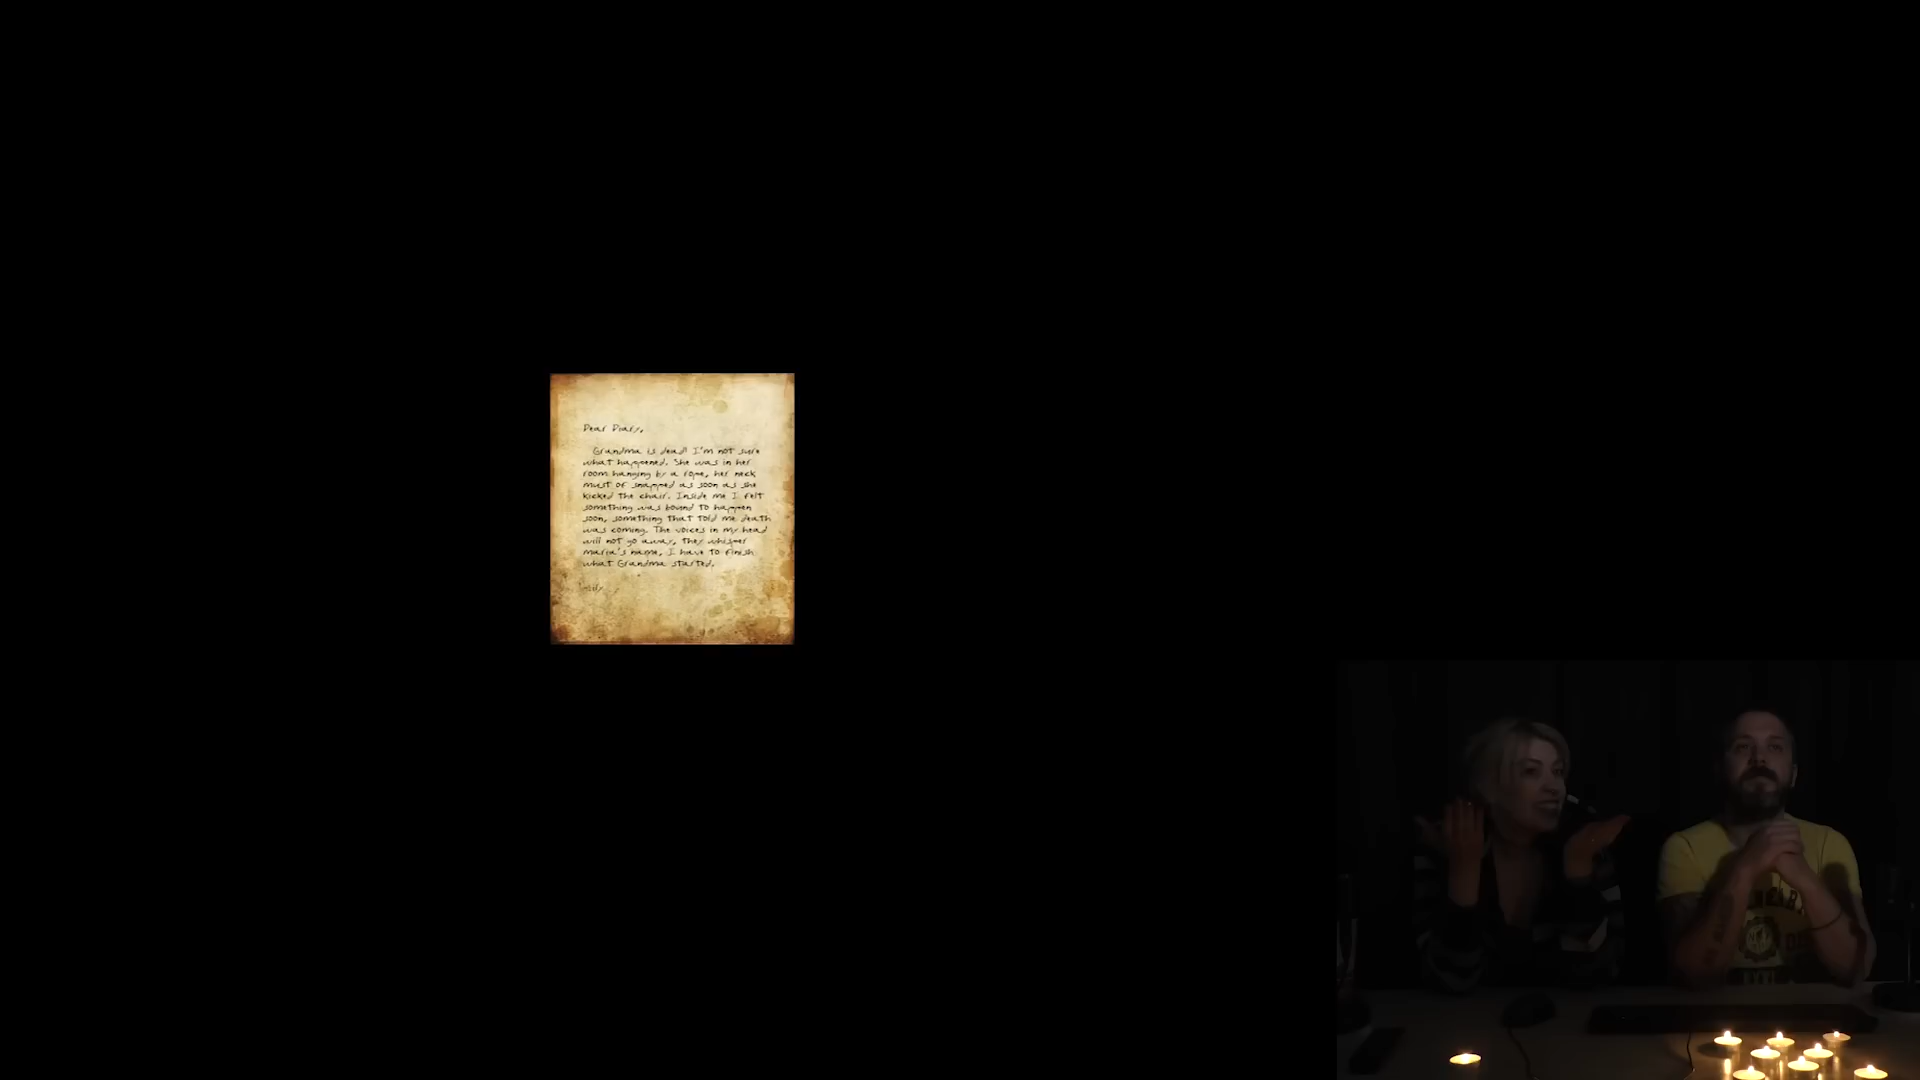 Dear Diary,
Grandma is dead! I'm not sure
what happened. She was in her
room hanging by a rope, her neck
must of snapped as soon as she
kicked the chair. Inside me I felt
something was bound to happen
soon, something that told me death
was coming. The voices in my head
will not go away, they whisper
maria's name, I have to finish
what Grandma started.